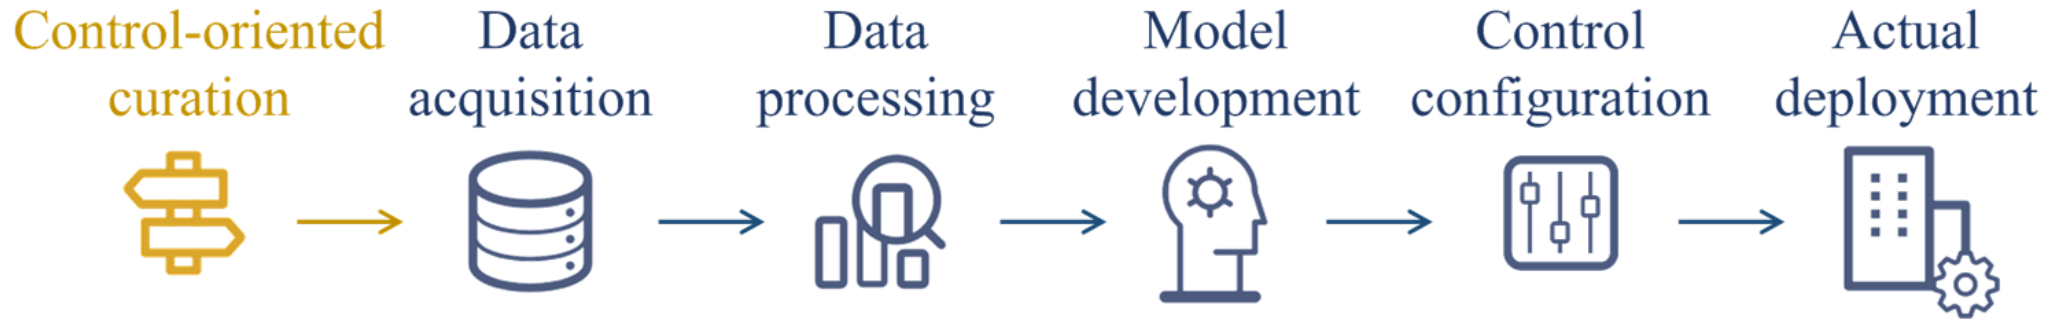 Control-oriented
curation
Data
acquisition
Data
processing
Model
development
Control
configuration
Actual
deployment